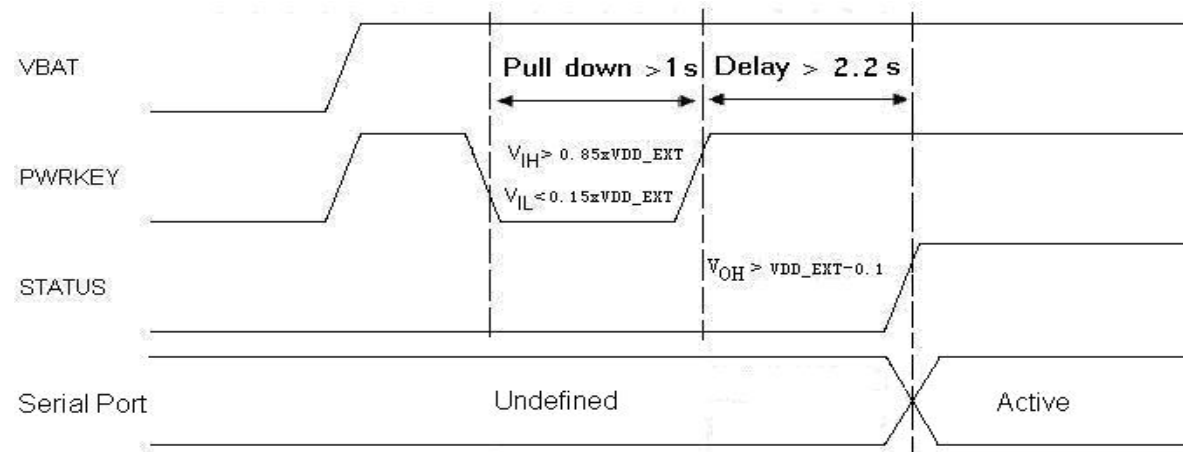 VBAT
Pull down >1s
Delay > 2.2s
PWRKEY
VIH> 0.85xVDD_EXT
VIL<0.15xVDD_EXT
STATUS
VOH> VDD_EXT-0.1
Serial Port
Undefined
Active